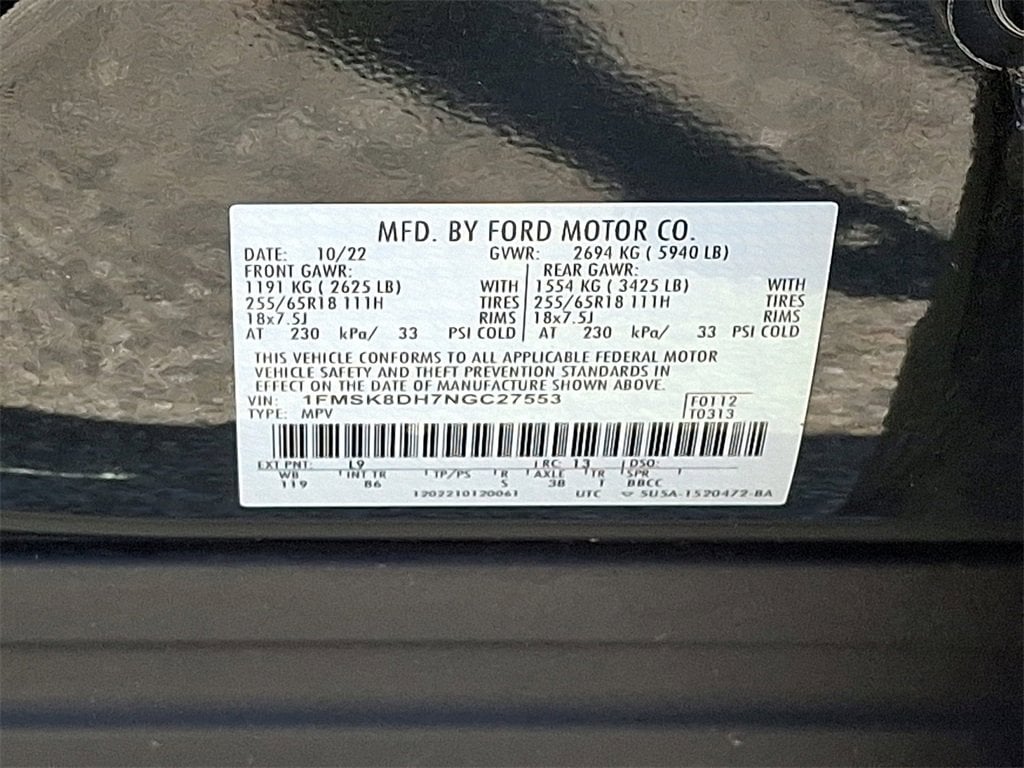 MFD. BY FORD MOTOR CO.
DATE: 10/22 GVWR: 2694 KG ( 5940 LB)
FRONT GAWR: REAR GAWR:
1191 KG ( 2625 LB) WITH 1554 KG ( 3425 LB) WITH
255/65R18 111H TIRES 255/65R18 111H TIRES
18x7.5J RIMS 18x7.5J RIMS
AT 230 kPa/ 33 PSI COLD AT 230 kPa/ 33 PSI COLD
THIS VEHICLE CONFORMS TO ALL APPLICABLE FEDERAL MOTOR
VEHICLE SAFETY AND THEFT PREVENTION STANDARDS IN
EFFECT ON THE DATE OF MANUFACTURE SHOWN ABOVE.
VIN: 1FMSK8DH7NGC27553 F0112
TYPE: MPV T0313
EXT PNT: L9 RC: 13 DSO:
WB INT TR TP/PS R AXLE TR SPR
119 B6 S 3B T BBCC
1202210120061 UTC 5U5A-1520472-BA